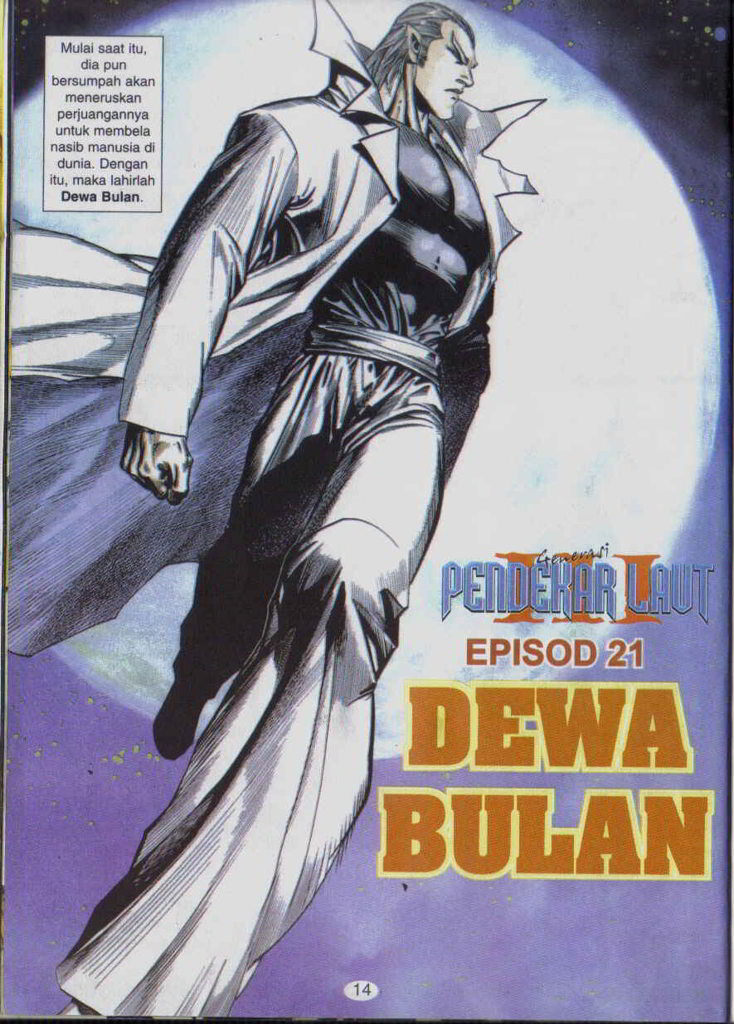 Mulai saat itu,
dia pun
bersumpah akan
meneruskan
perjuangannya
untuk membela
nasib manusia di
dunia. Dengan
itu, maka lahirlah
Dewa Bulan.
Generasi
III
PENDEKAR LAUT
EPISOD 21
DEWA
BULAN
14